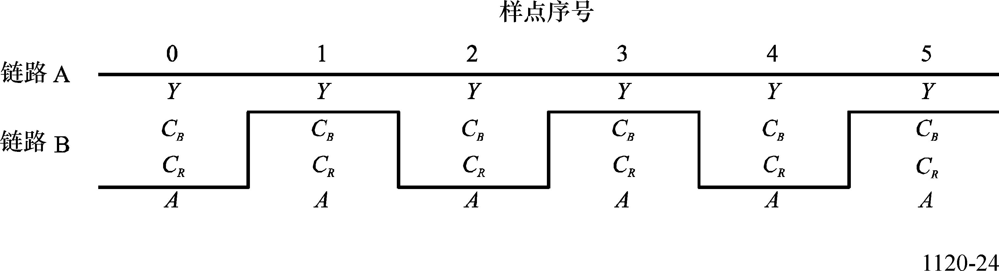 样点序号
0 1 2 3 4 5
链路 A
Y Y Y Y Y Y
C_B C_B C_B C_B C_B C_B
链路 B
C_R C_R C_R C_R C_R C_R
A A A A A A
1120-24